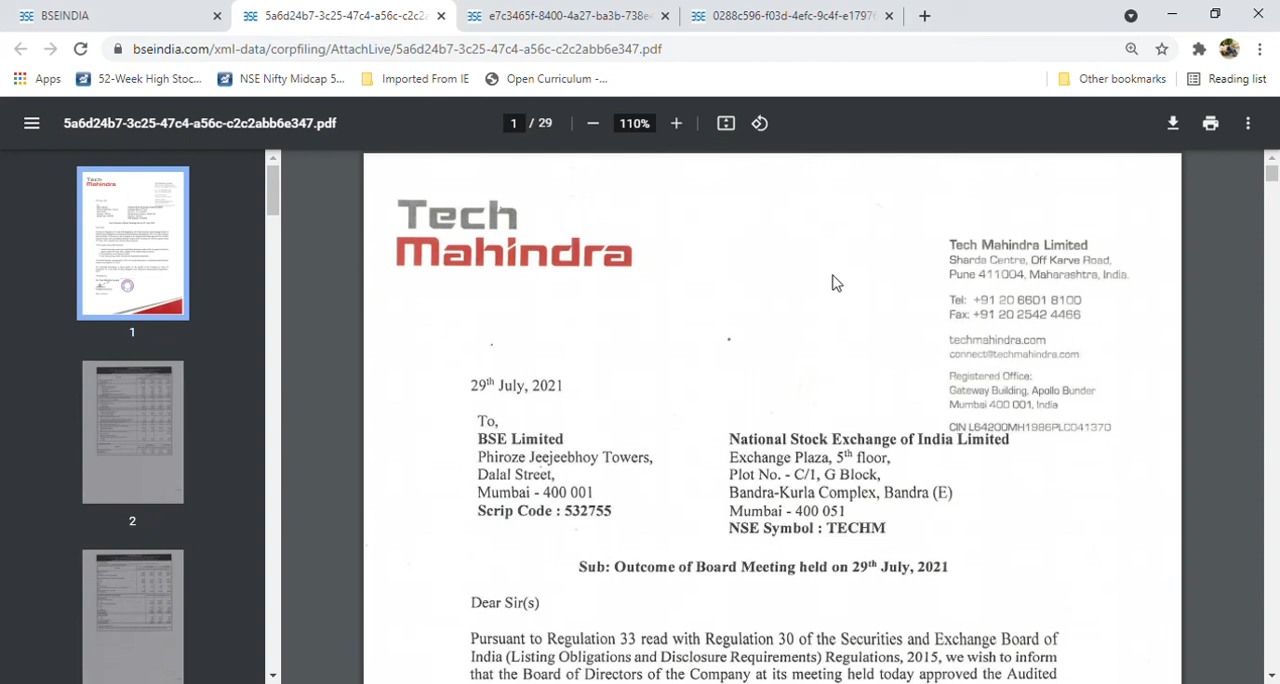 BSEINDIA
5a6d24b7-3c25-47c4-a56c-c2c2
e7c3465f-8400-4a27-ba3b-738e
0288c596-f03d-4efc-9c4f-e1797
bseindia.com/xml-data/corpfiling/AttachLive/5a6d24b7-3c25-47c4-a56c-c2c2abb6e347.pdf
Apps
52-Week High Stoc...
NSE Nifty Midcap 5...
Imported From IE
Open Curriculum -...
Other bookmarks
Reading list
5a6d24b7-3c25-47c4-a56c-c2c2abb6e347.pdf
1 / 29
110%
1
2
Tech
Mahindra
Tech Mahindra Limited
Sharda Centre, Off Karve Road,
Pune 411004, Maharashtra, India.
Tel: +91 20 6601 8100
Fax: +91 20 2542 4466
techmahindra.com
connect@techmahindra.com
Registered Office:
Gateway Building, Apollo Bunder
Mumbai 400 001, India
CIN L64200MH1986PLC041370
29th July, 2021
To,
BSE Limited
Phiroze Jeejeebhoy Towers,
Dalal Street,
Mumbai - 400 001
Scrip Code : 532755
National Stock Exchange of India Limited
Exchange Plaza, 5th floor,
Plot No. - C/1, G Block,
Bandra-Kurla Complex, Bandra (E)
Mumbai - 400 051
NSE Symbol : TECHM
Sub: Outcome of Board Meeting held on 29th July, 2021
Dear Sir(s)
Pursuant to Regulation 33 read with Regulation 30 of the Securities and Exchange Board of
India (Listing Obligations and Disclosure Requirements) Regulations, 2015, we wish to inform
that the Board of Directors of the Company at its meeting held today approved the Audited